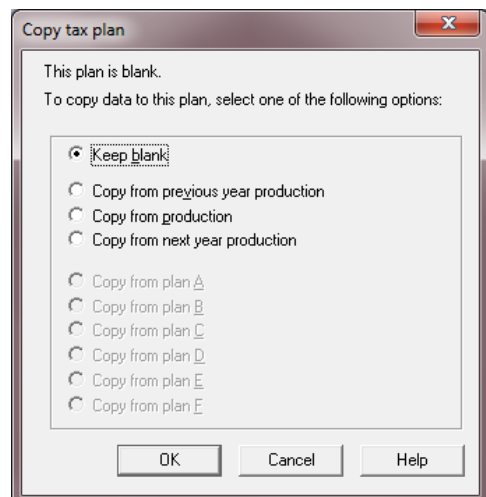 Copy tax plan
This plan is blank.
To copy data to this plan, select one of the following options:
Keep blank
Copy from previous year production
Copy from production
Copy from next year production
Copy from plan A
Copy from plan B
Copy from plan C
Copy from plan D
Copy from plan E
Copy from plan F
OK Cancel Help